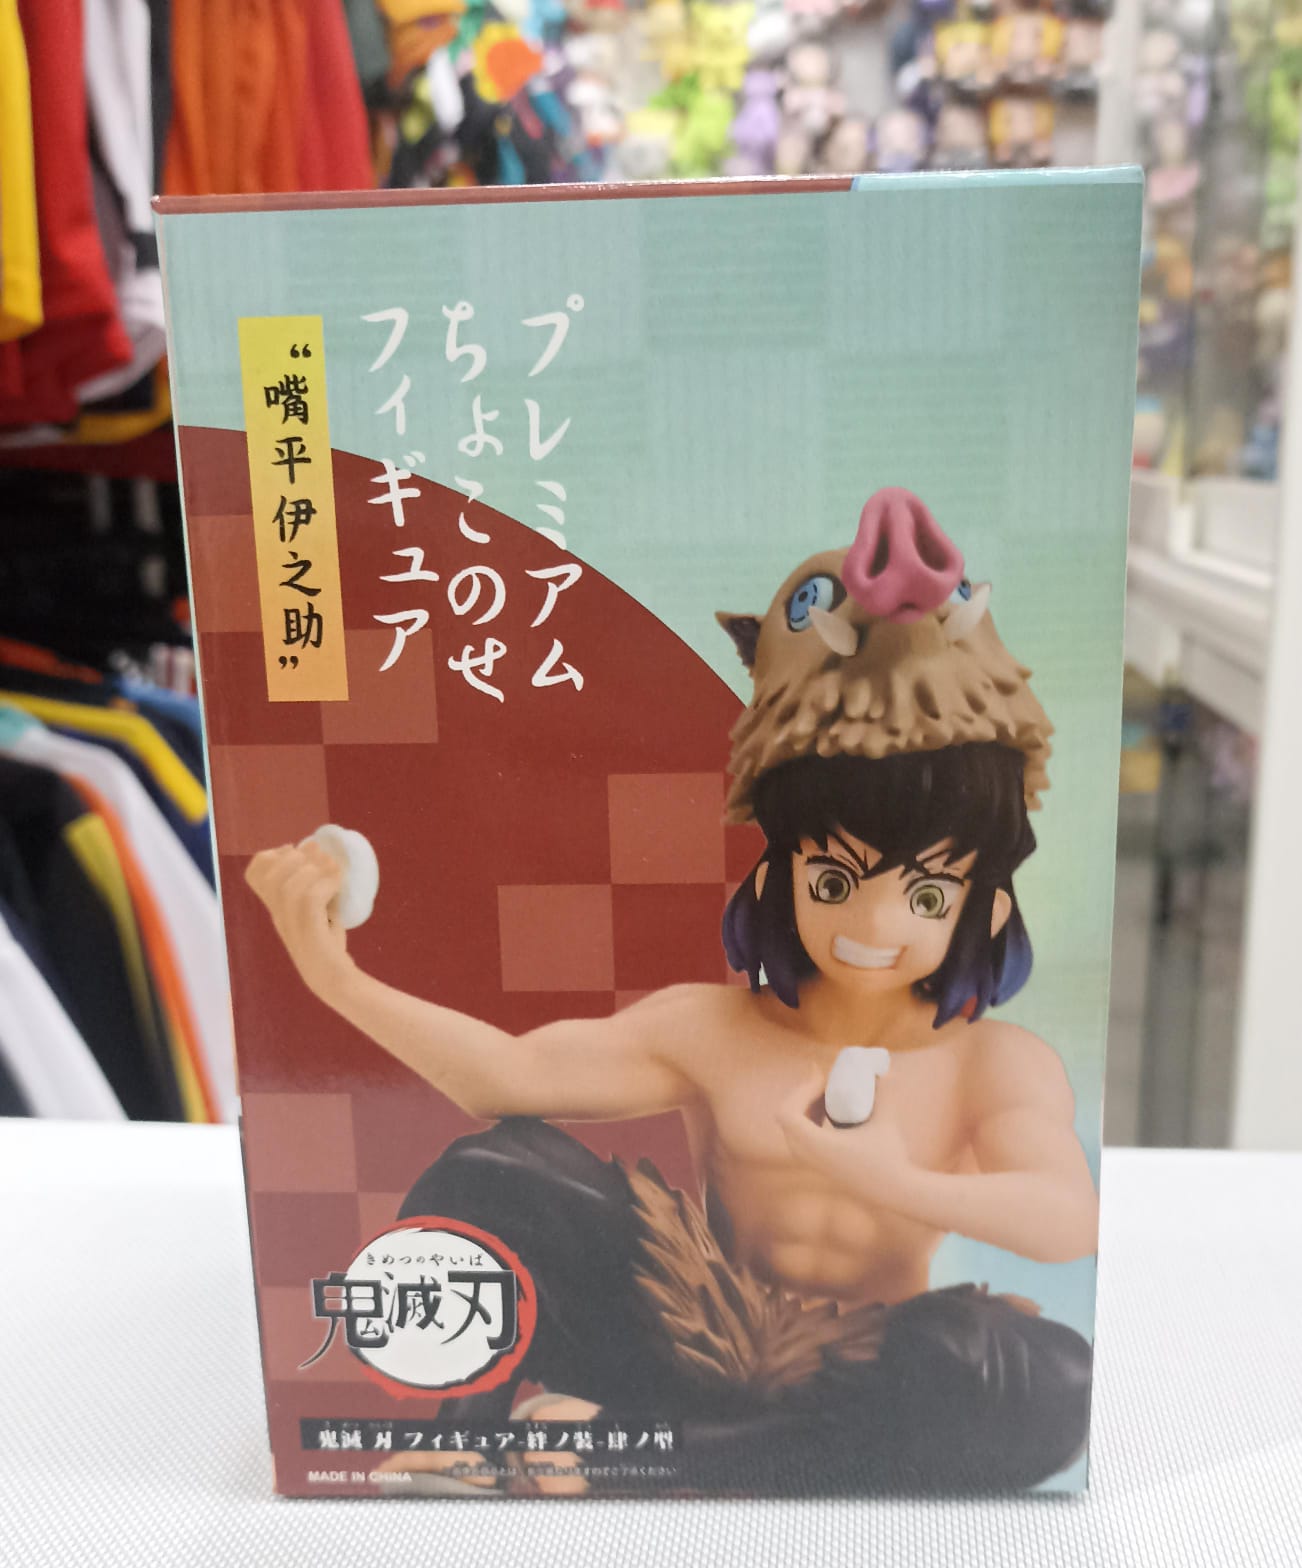 プレミアム
ちょこのせ
フィギュア
“嘴平伊之助”
きめつのやいば
鬼滅刃
鬼滅 刃 フィギュア-絆ノ装-肆ノ型
MADE IN CHINA